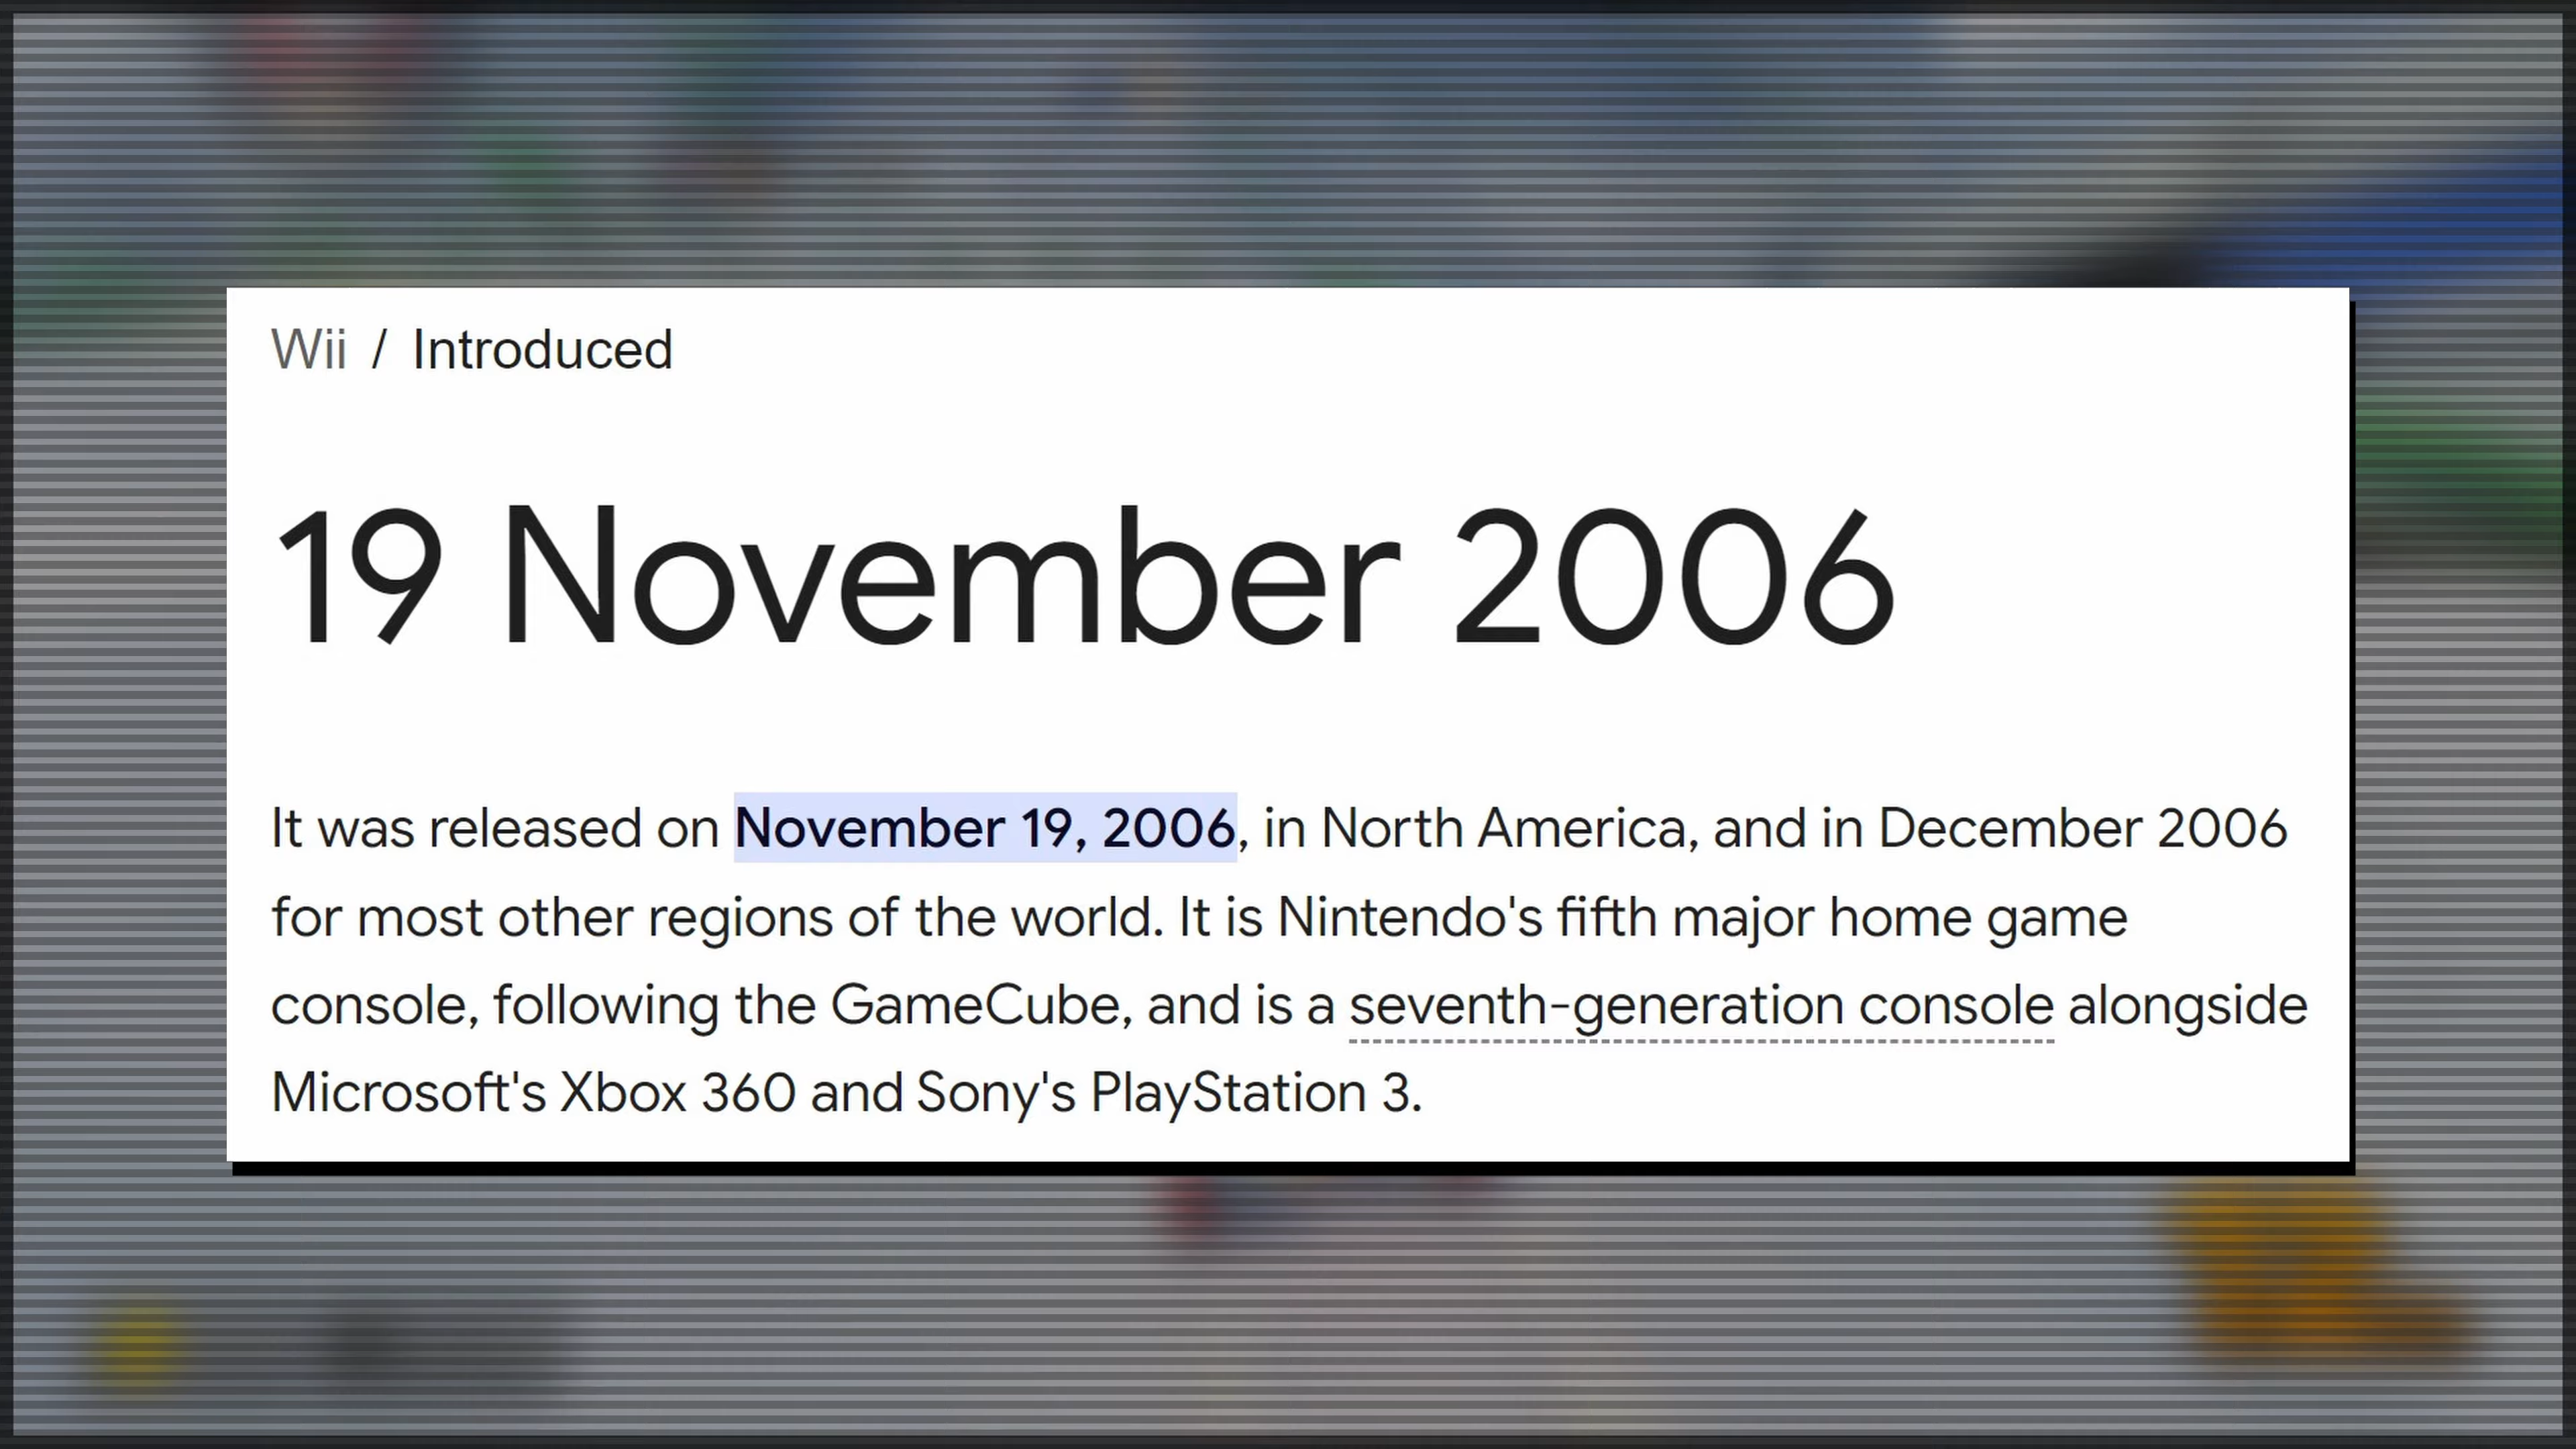 Wii / Introduced
19 November 2006
It was released on November 19, 2006, in North America, and in December 2006
for most other regions of the world. It is Nintendo's fifth major home game
console, following the GameCube, and is a seventh-generation console alongside
Microsoft's Xbox 360 and Sony's PlayStation 3.